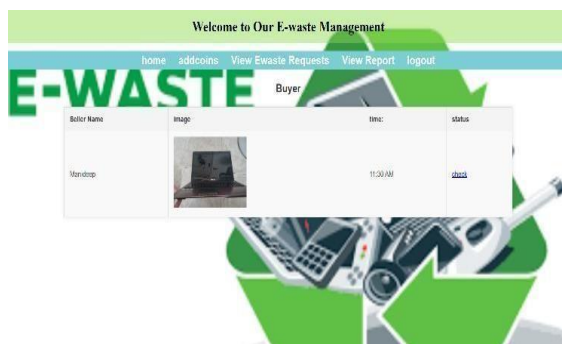 Welcome to Our E-waste Management
home addcoins View Ewaste Requests View Report logout
E-WASTE
Buyer
Seller Name Image time: status
Manideep 11:30 AM check